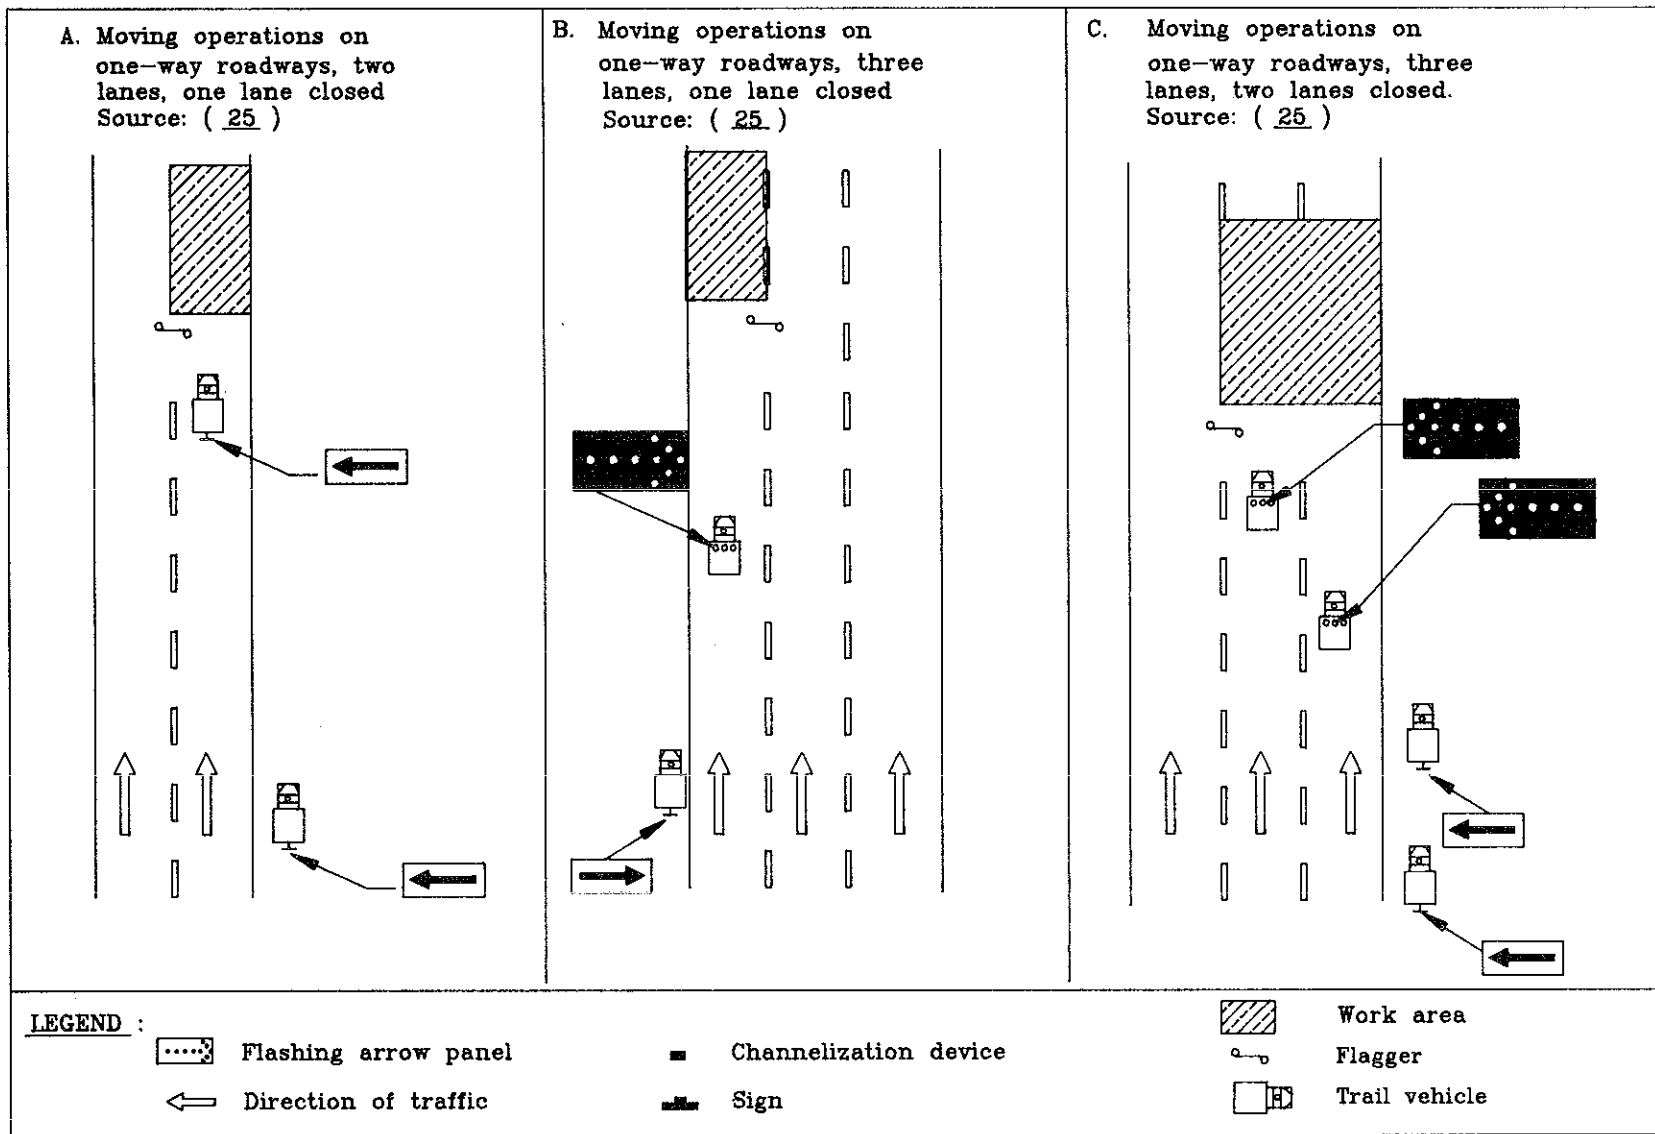 A. Moving operations on
one-way roadways, two
lanes, one lane closed
Source: ( 25 )
B. Moving operations on
one-way roadways, three
lanes, one lane closed
Source: ( 25 )
C. Moving operations on
one-way roadways, three
lanes, two lanes closed.
Source: ( 25 )
LEGEND :
Flashing arrow panel
Direction of traffic
Channelization device
Sign
Work area
Flagger
Trail vehicle